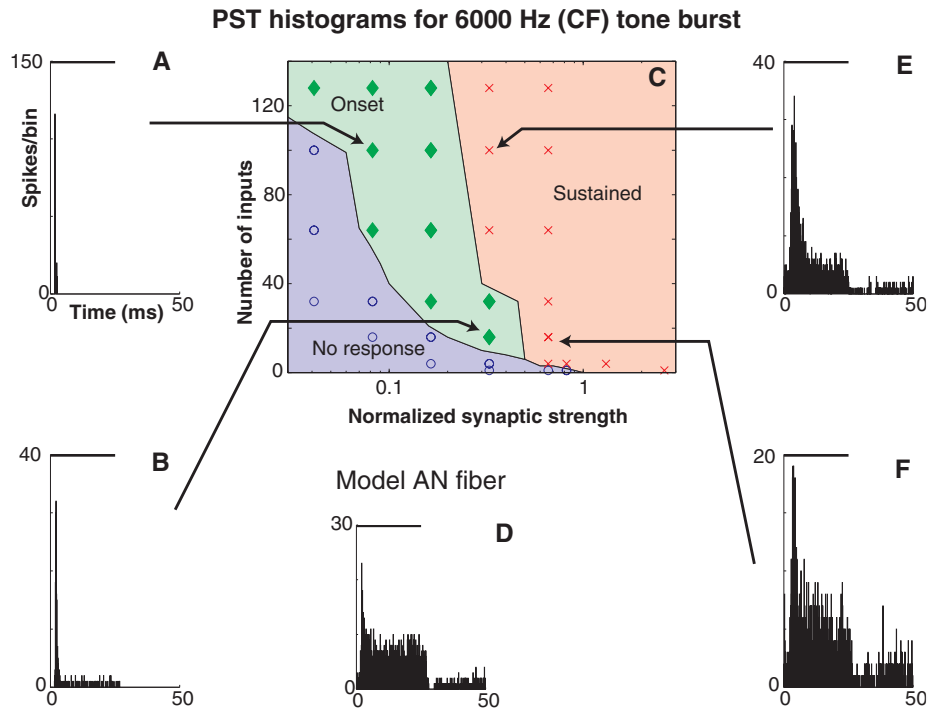 PST histograms for 6000 Hz (CF) tone burst
A
150
Spikes/bin
0
Time (ms)
50
C
120
80
40
0
Number of inputs
Onset
Sustained
No response
0.1
1
Normalized synaptic strength
E
40
0
0
50
B
40
0
0
50
Model AN fiber
D
30
0
0
50
F
20
0
0
50